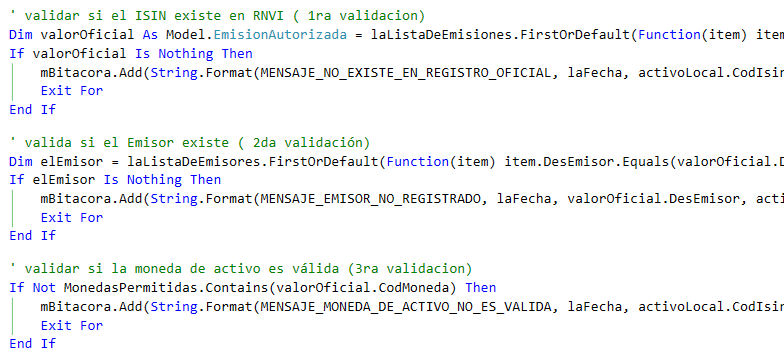 ' validar si el ISIN existe en RNVI ( 1ra validacion)
Dim valorOficial As Model.EmisionAutorizada = laListaDeEmisiones.FirstOrDefault(Function(item) item
If valorOficial Is Nothing Then
mBitacora.Add(String.Format(MENSAJE_NO_EXISTE_EN_REGISTRO_OFICIAL, laFecha, activoLocal.CodIsin
Exit For
End If
' valida si el Emisor existe ( 2da validación)
Dim elEmisor = laListaDeEmisores.FirstOrDefault(Function(item) item.DesEmisor.Equals(valorOficial.D
If elEmisor Is Nothing Then
mBitacora.Add(String.Format(MENSAJE_EMISOR_NO_REGISTRADO, laFecha, valorOficial.DesEmisor, acti
Exit For
End If
' validar si la moneda de activo es válida (3ra validacion)
If Not MonedasPermitidas.Contains(valorOficial.CodMoneda) Then
mBitacora.Add(String.Format(MENSAJE_MONEDA_DE_ACTIVO_NO_ES_VALIDA, laFecha, activoLocal.CodIsin
Exit For
End If